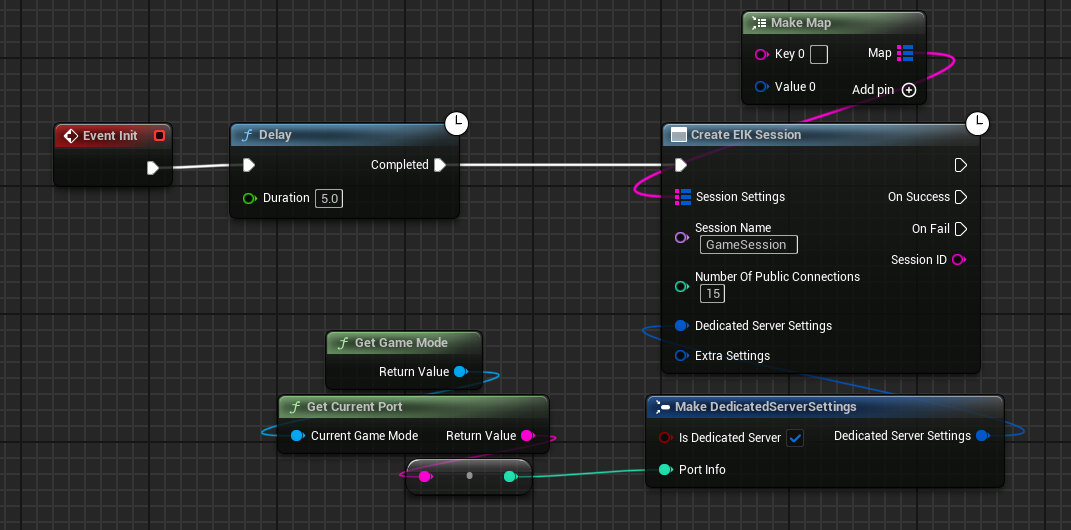 Make Map
Key 0
Map
Value 0
Add pin
Event Init
Delay
Completed
Duration 5.0
Create EIK Session
Session Settings
On Success
Session Name
GameSession
On Fail
Session ID
Number Of Public Connections
15
Dedicated Server Settings
Extra Settings
Get Game Mode
Return Value
Get Current Port
Current Game Mode
Return Value
Make DedicatedServerSettings
Is Dedicated Server
Dedicated Server Settings
Port Info